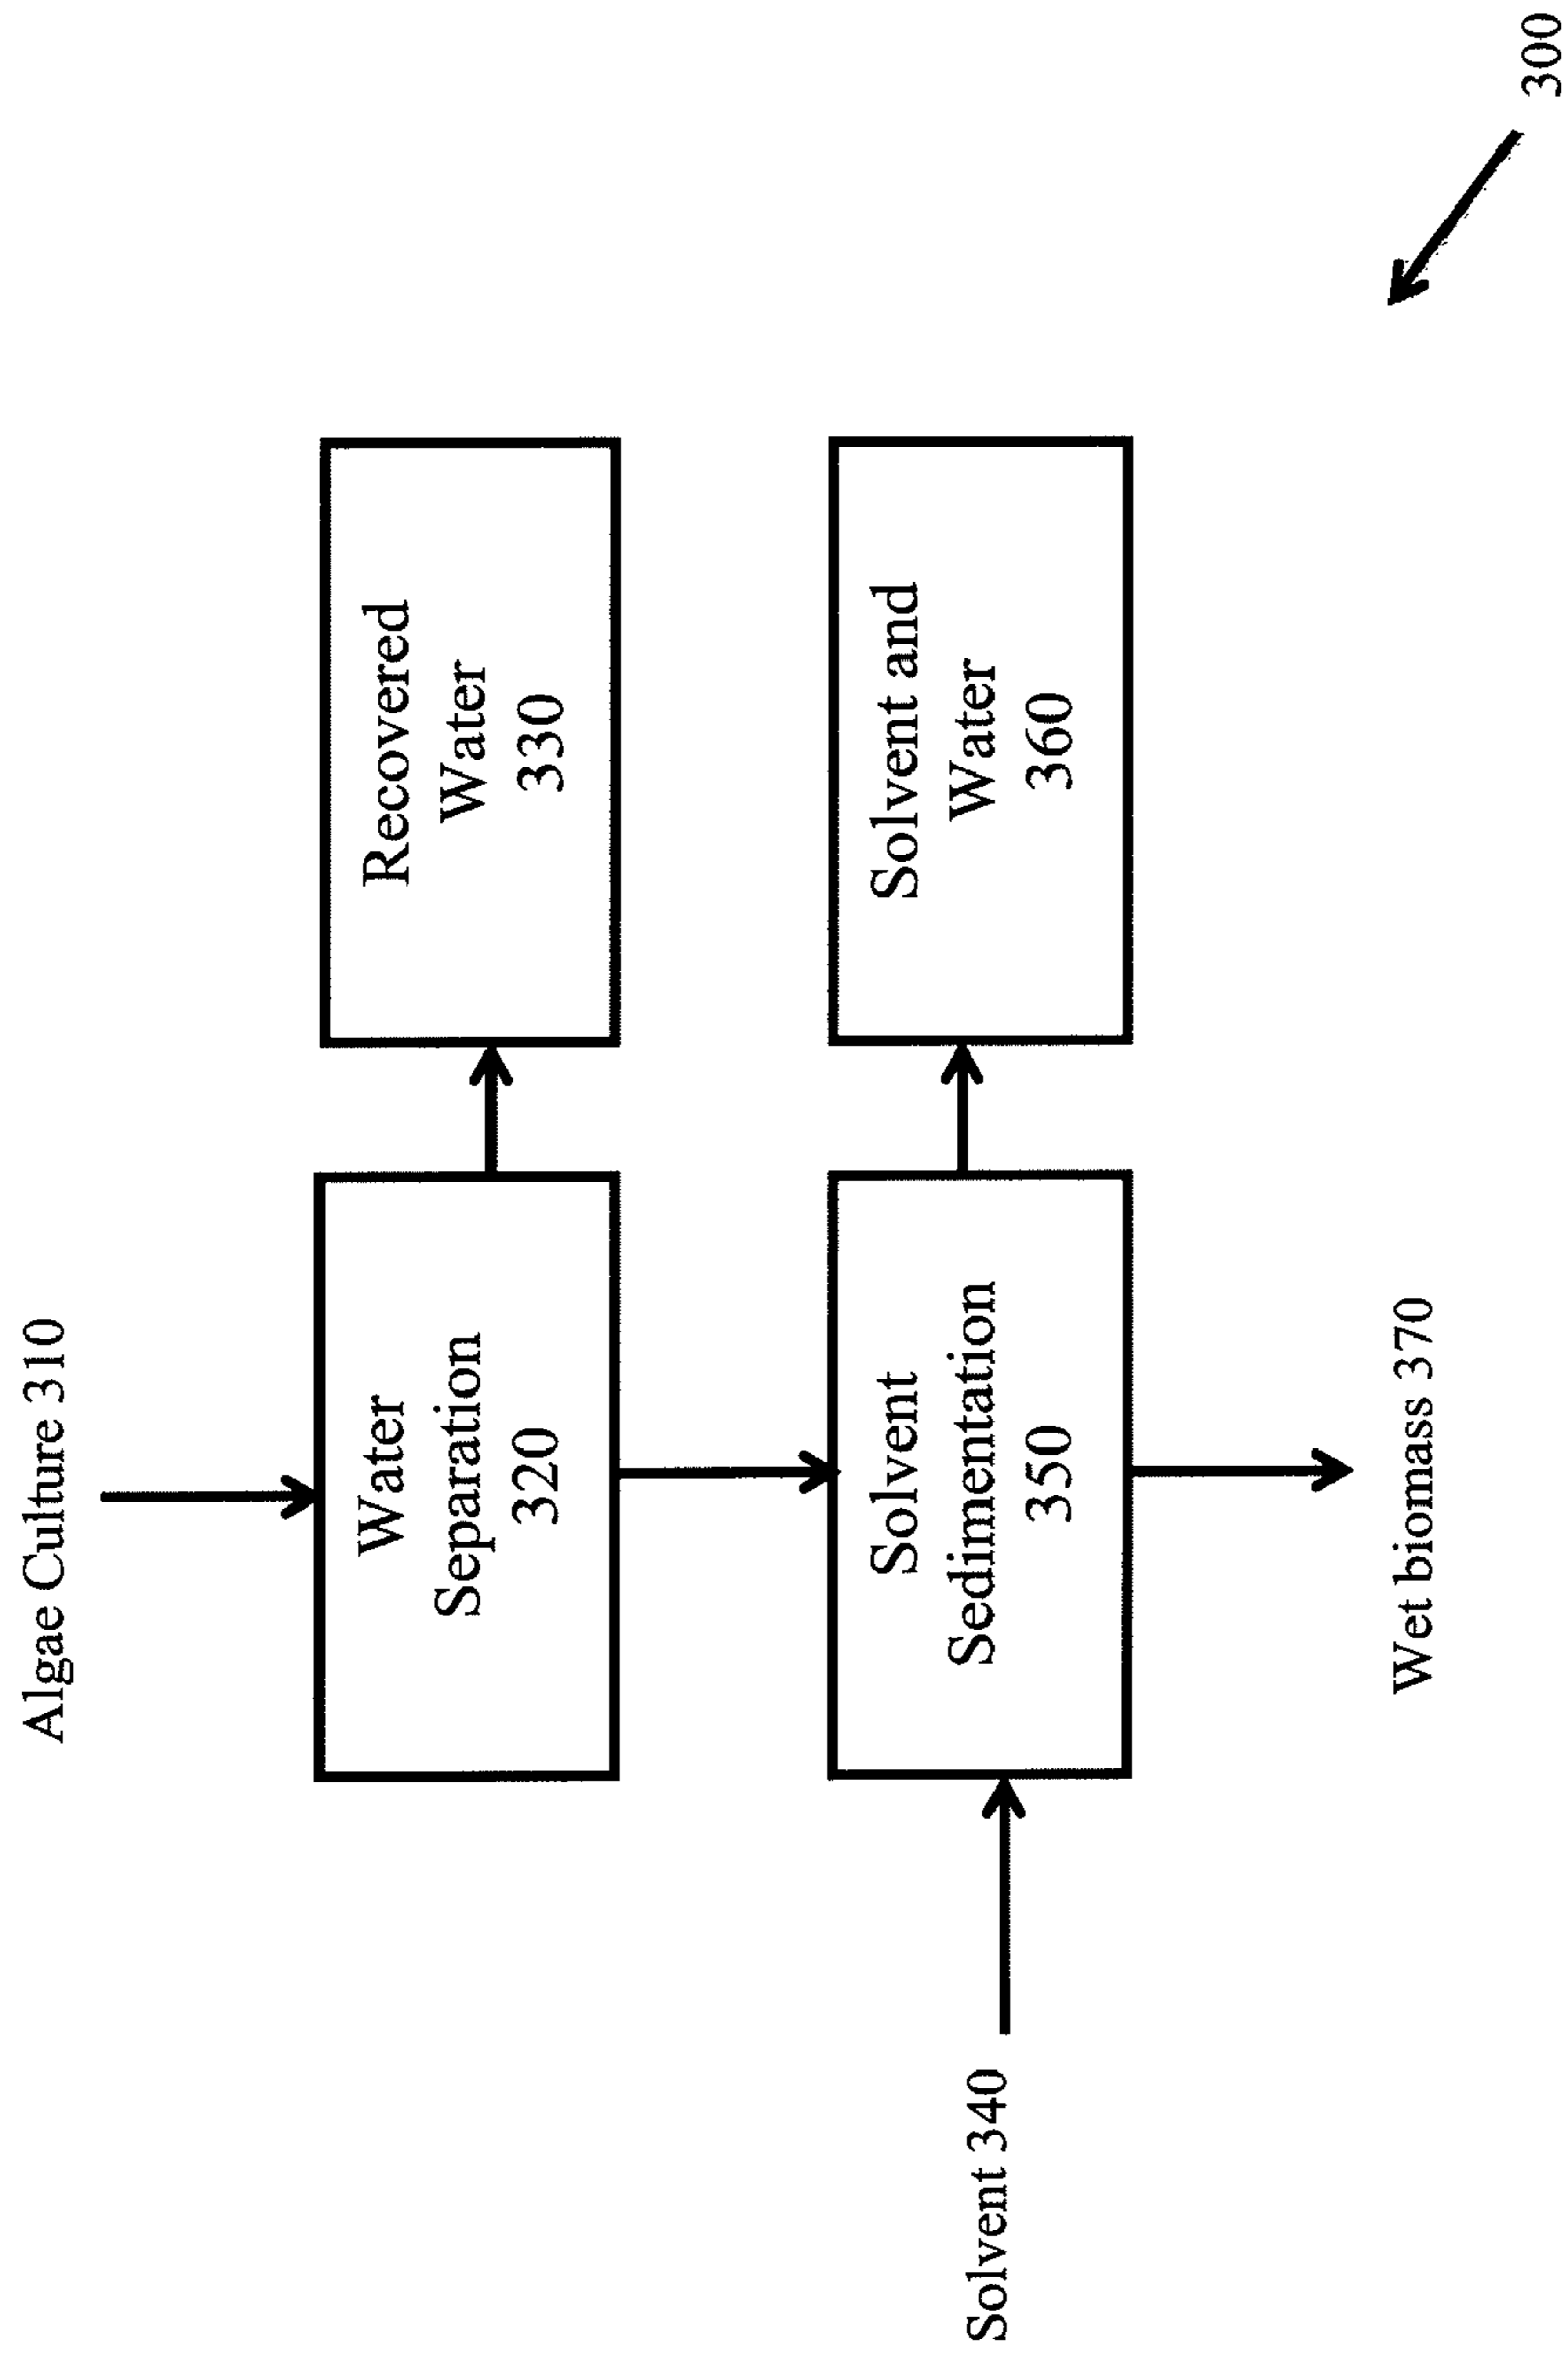 Algae Culture 310
Water
Separation
320
Recovered
Water
330
Solvent 340
Solvent
Sedimentation
350
Solvent and
Water
360
Wet biomass 370
300